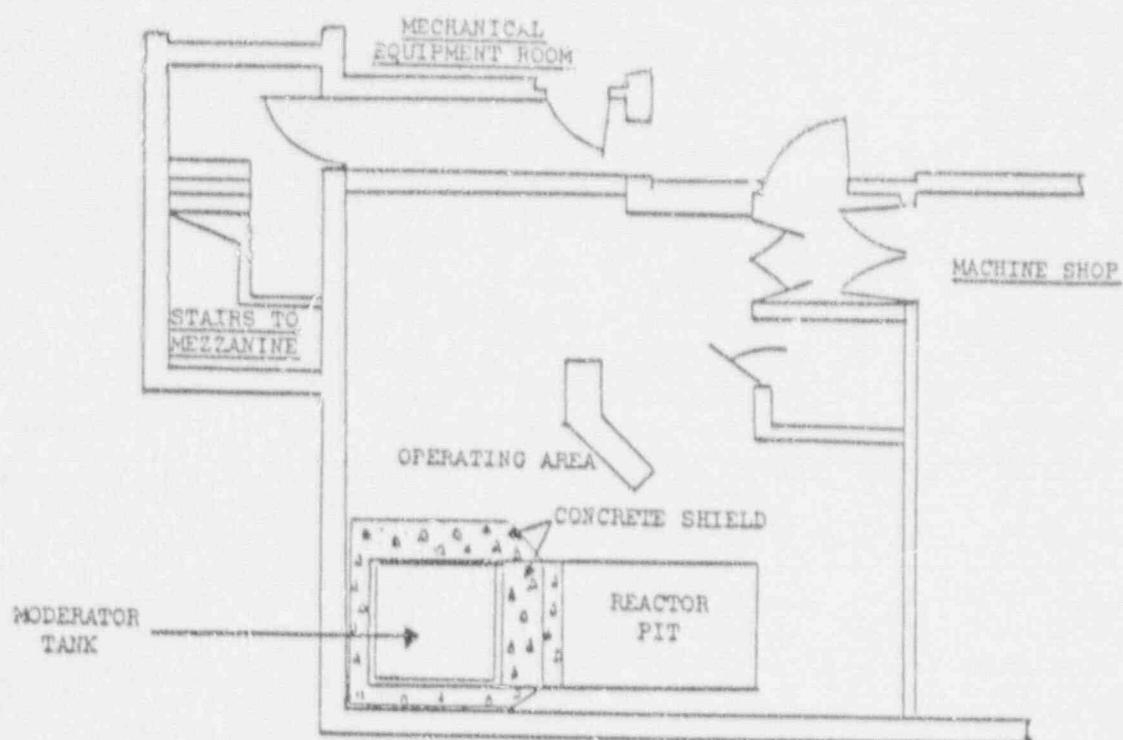 MECHANICAL
EQUIPMENT ROOM
MACHINE SHOP
STAIRS TO
MEZZANINE
OPERATING AREA
CONCRETE SHIELD
MODERATOR
TANK
REACTOR
PIT